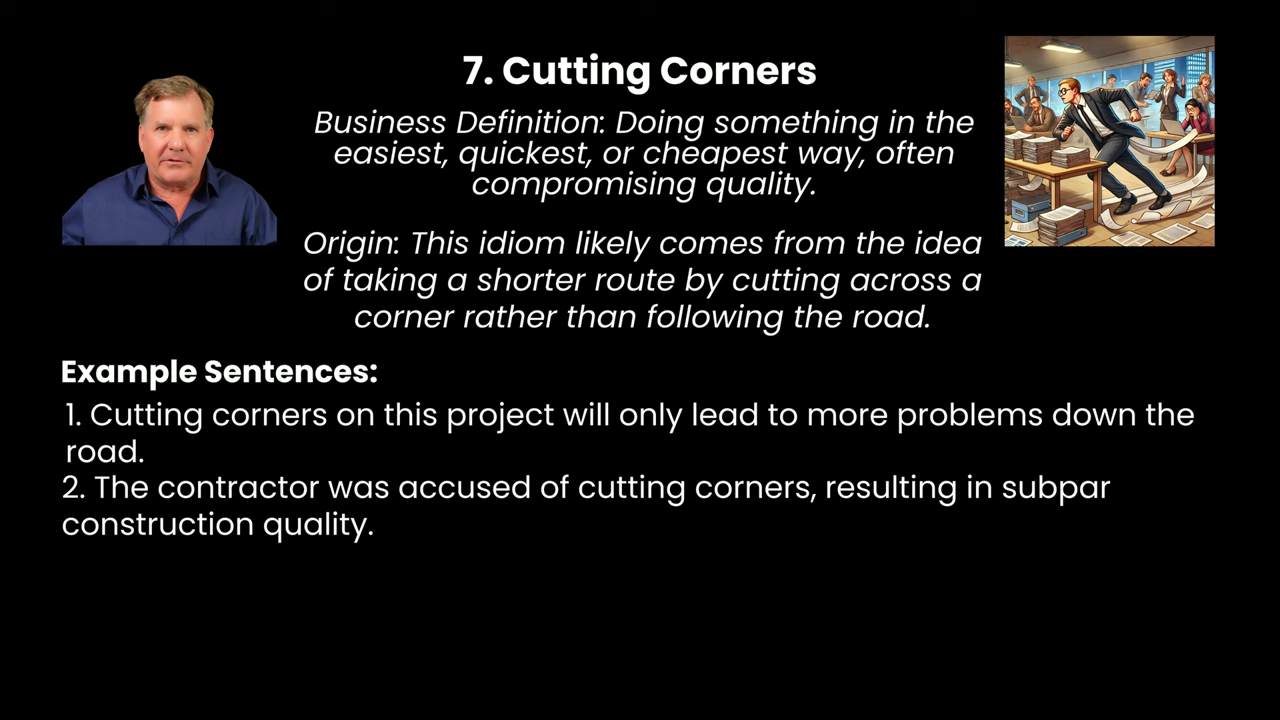 7. Cutting Corners
Business Definition: Doing something in the
easiest, quickest, or cheapest way, often
compromising quality.
Origin: This idiom likely comes from the idea
of taking a shorter route by cutting across a
corner rather than following the road.
Example Sentences:
1. Cutting corners on this project will only lead to more problems down the
road.
2. The contractor was accused of cutting corners, resulting in subpar
construction quality.